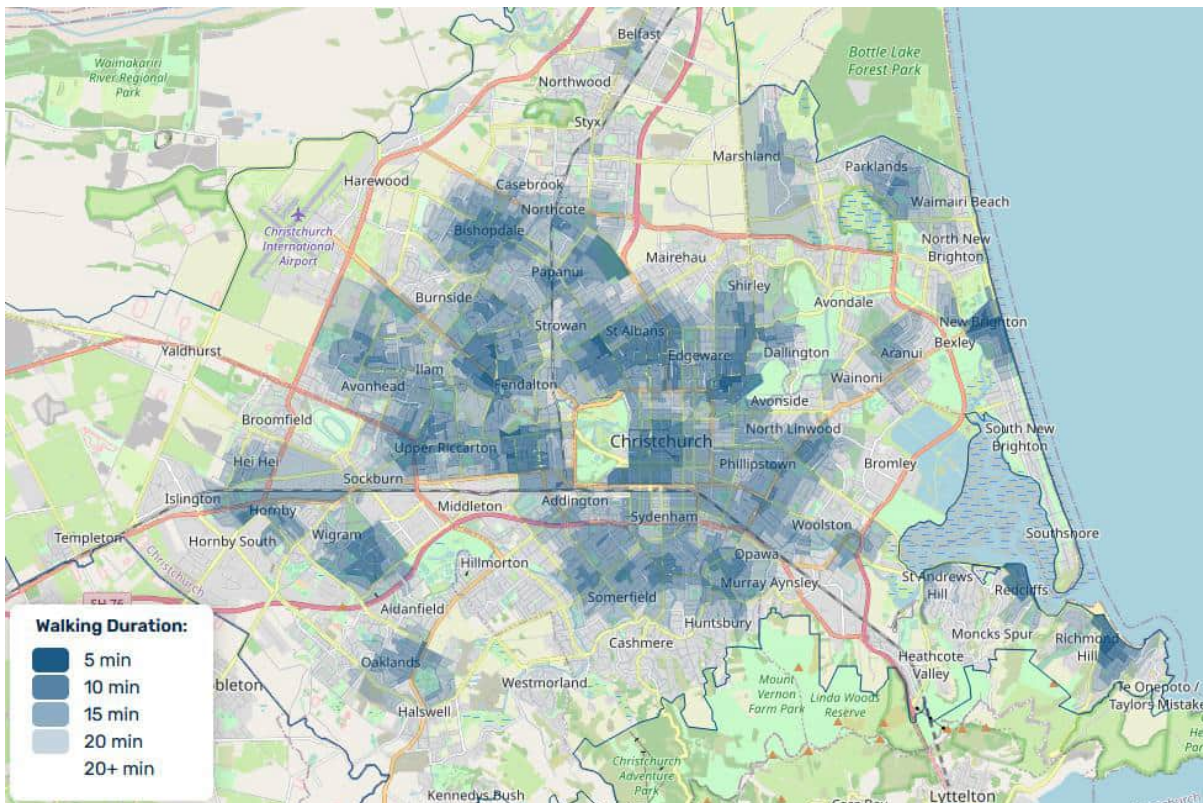 Belfast
Waimakariri
River Regional
Park
Bottle Lake
Forest Park
Northwood
Styx
Marshland
Parklands
Harewood
Casebrook
Waimairi Beach
Northcote
Christchurch
International
Airport
Bishopdale
North New
Brighton
Mairehau
Papanui
Shirley
Burnside
Avondale
Strowan
St Albans
New Brighton
Bexley
Yaldhurst
Edgeware
Dallington
Aranui
Ilam
Avonhead
Fendalton
Wainoni
Avonside
Broomfield
North Linwood
South New
Brighton
Christchurch
Upper Riccarton
Hei Hei
Phillipstown
Bromley
Sockburn
Islington
Addington
Middleton
Hornby
Sydenham
Woolston
Templeton
Hornby South
Wigram
Southshore
Christchurch
Opawa
Hillmorton
Murray Aynsley
St Andrews
Hill
Redcliffs
SH 76
Aidanfield
Somerfield
Huntsbury
Moncks Spur
Richmond
Hill
Cashmere
Heathcote
Valley
Oaklands
Westmorland
Mount
Vernon
Farm Park
Linda Woods
Reserve
Te Onepoto /
Taylors Mistake
bbleton
Halswell
Christchurch
Adventure
Park
Kennedys Bush
Lyttelton
Walking Duration:
5 min
10 min
15 min
20 min
20+ min